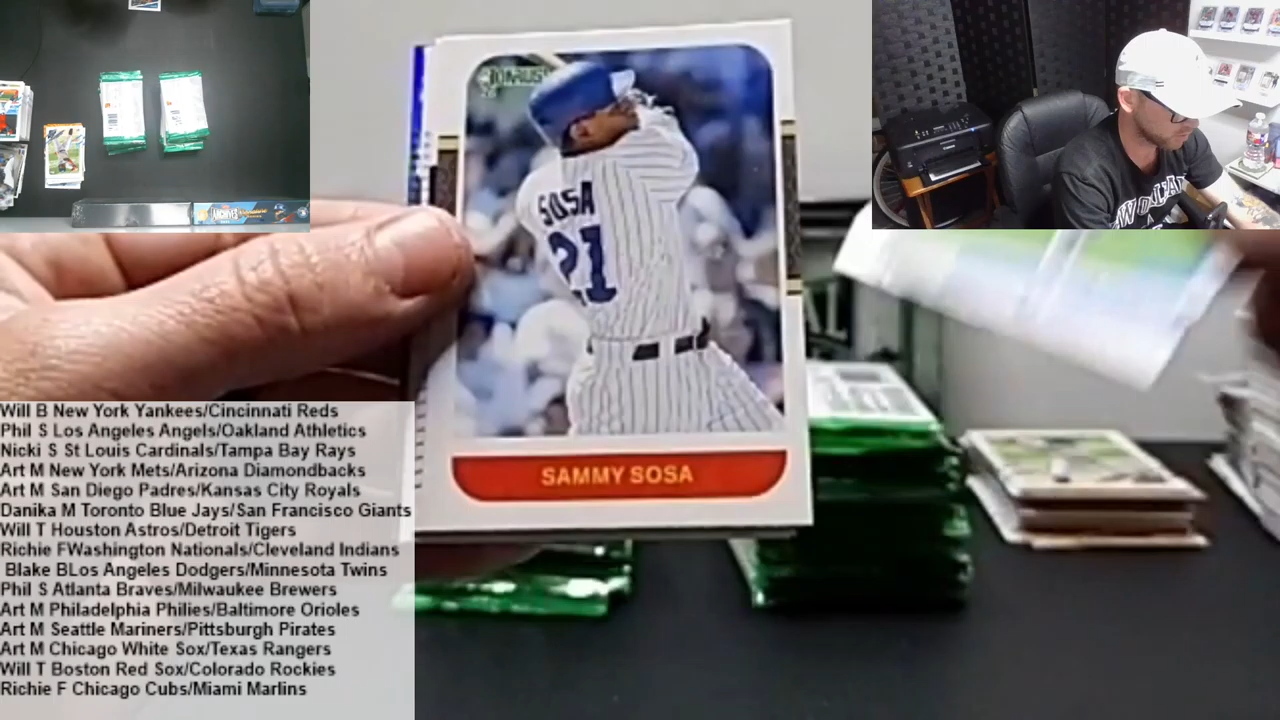 DONRUSS
SOSA
21
SAMMY SOSA
ARCHIVES
Will B New York Yankees/Cincinnati Reds
Phil S Los Angeles Angels/Oakland Athletics
Nicki S St Louis Cardinals/Tampa Bay Rays
Art M New York Mets/Arizona Diamondbacks
Art M San Diego Padres/Kansas City Royals
Danika M Toronto Blue Jays/San Francisco Giants
Will T Houston Astros/Detroit Tigers
Richie FWashington Nationals/Cleveland Indians
Blake BLos Angeles Dodgers/Minnesota Twins
Phil S Atlanta Braves/Milwaukee Brewers
Art M Philadelphia Philies/Baltimore Orioles
Art M Seattle Mariners/Pittsburgh Pirates
Art M Chicago White Sox/Texas Rangers
Will T Boston Red Sox/Colorado Rockies
Richie F Chicago Cubs/Miami Marlins